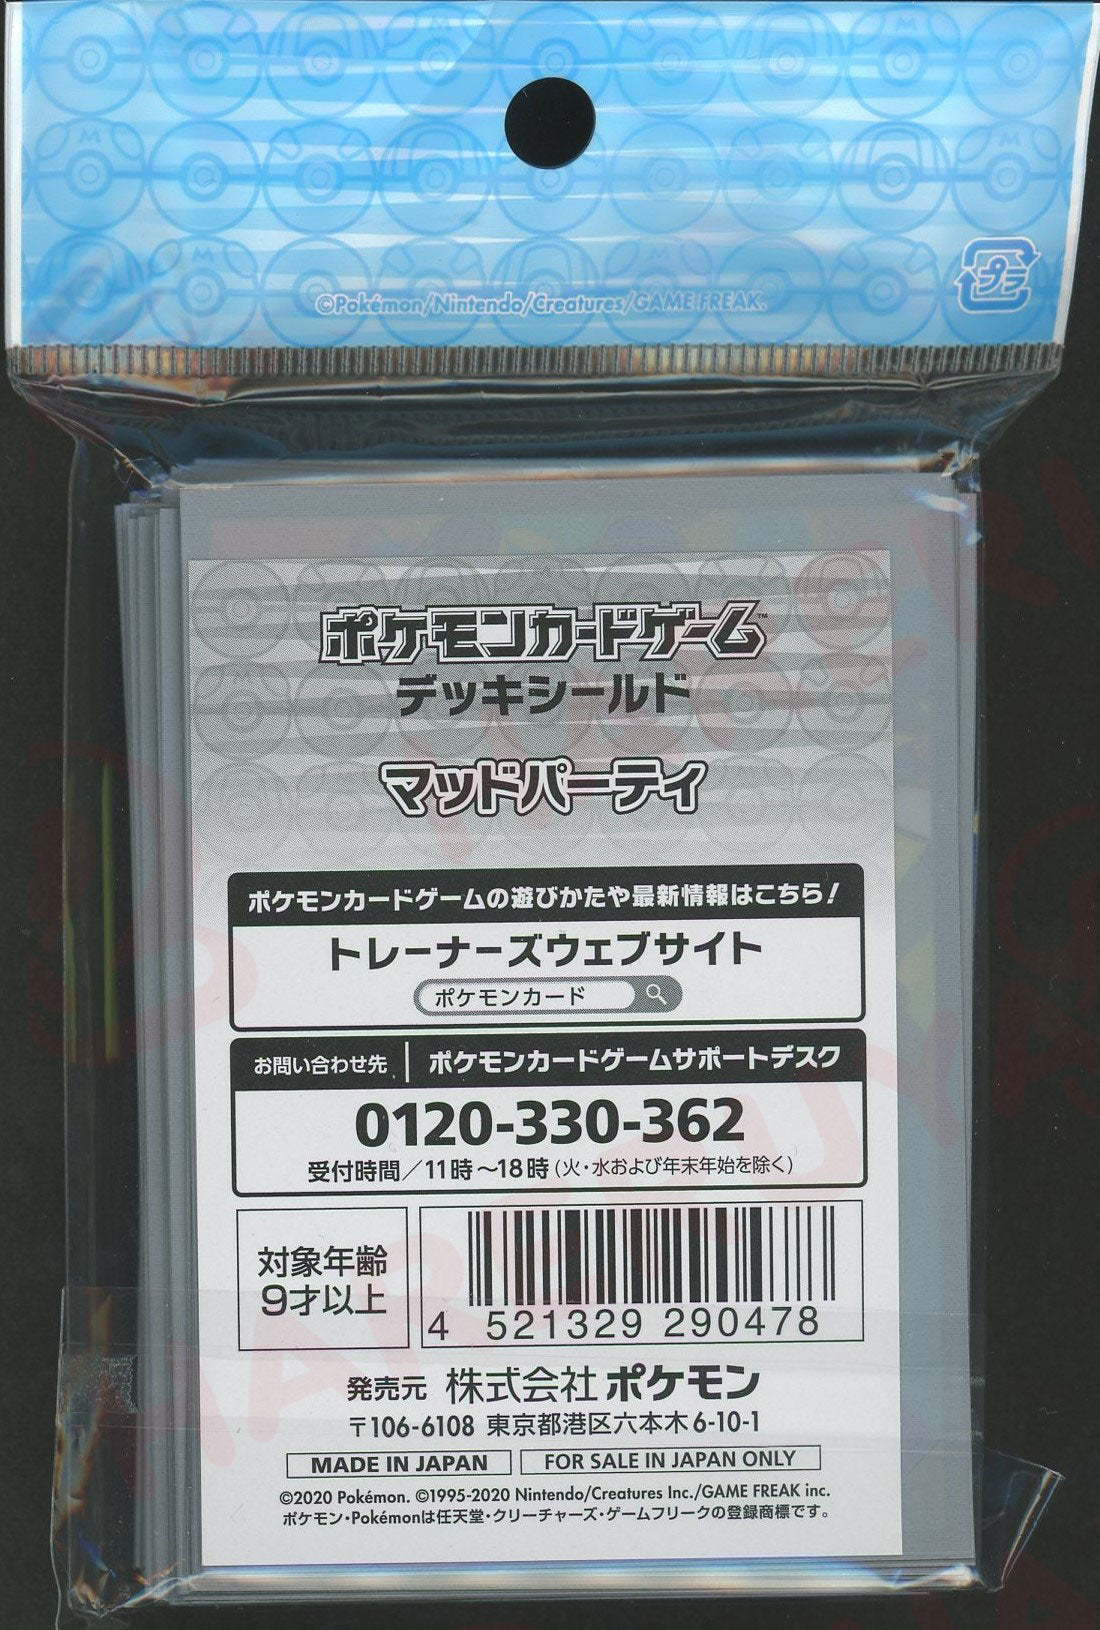 ©Pokémon/Nintendo/Creatures/GAME FREAK.
プラ
ポケモンカードゲーム™
デッキシールド
マッドパーティ
ポケモンカードゲームの遊びかたや最新情報はこちら!
トレーナーズウェブサイト
ポケモンカード
お問い合わせ先 ポケモンカードゲームサポートデスク
0120-330-362
受付時間/11時～18時(火・水および年末年始を除く)
対象年齢
9才以上
4 521329 290478
発売元 株式会社ポケモン
〒106-6108 東京都港区六本木6-10-1
MADE IN JAPAN FOR SALE IN JAPAN ONLY
©2020 Pokémon. ©1995-2020 Nintendo/Creatures Inc./GAME FREAK inc.
ポケモン・Pokémonは任天堂・クリーチャーズ・ゲームフリークの登録商標です。